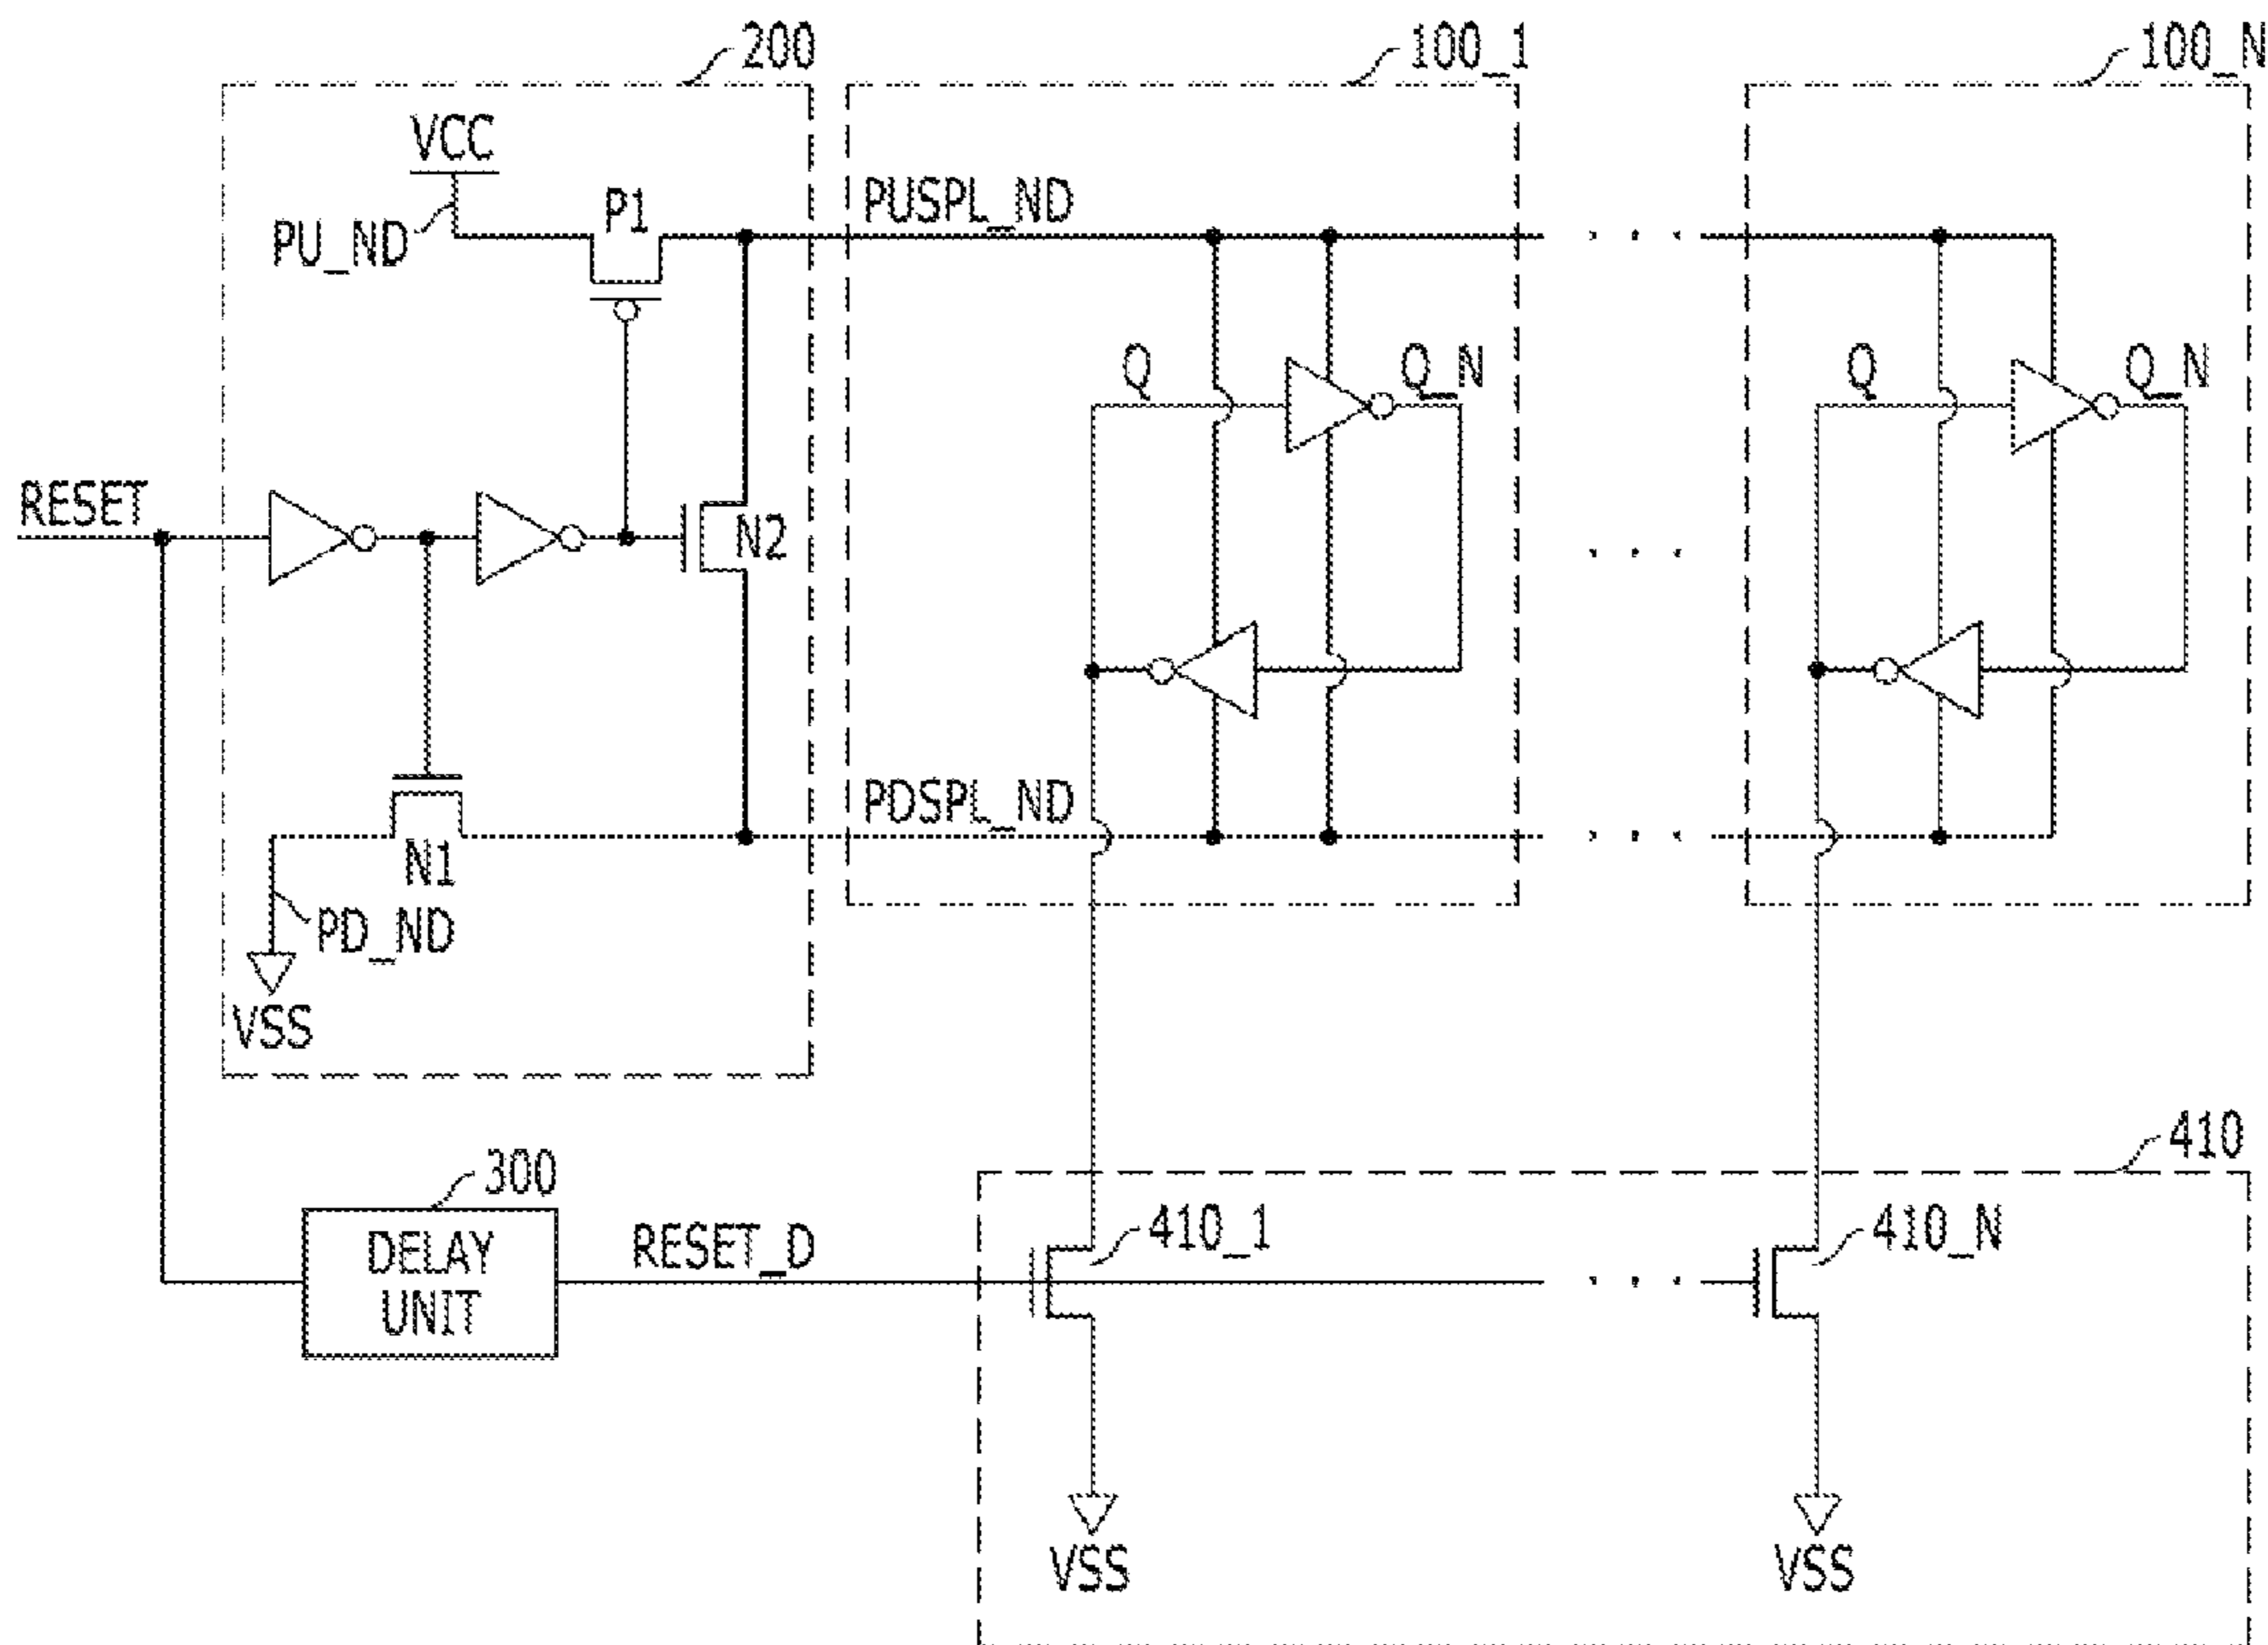 200
100_1
100_N
VCC
P1
PUSPL_ND
PU_ND
Q
Q_N
Q
Q_N
RESET
N2
PDSPL_ND
N1
PD_ND
VSS
410
300
410_1
410_N
DELAY
UNIT
RESET_D
VSS
VSS